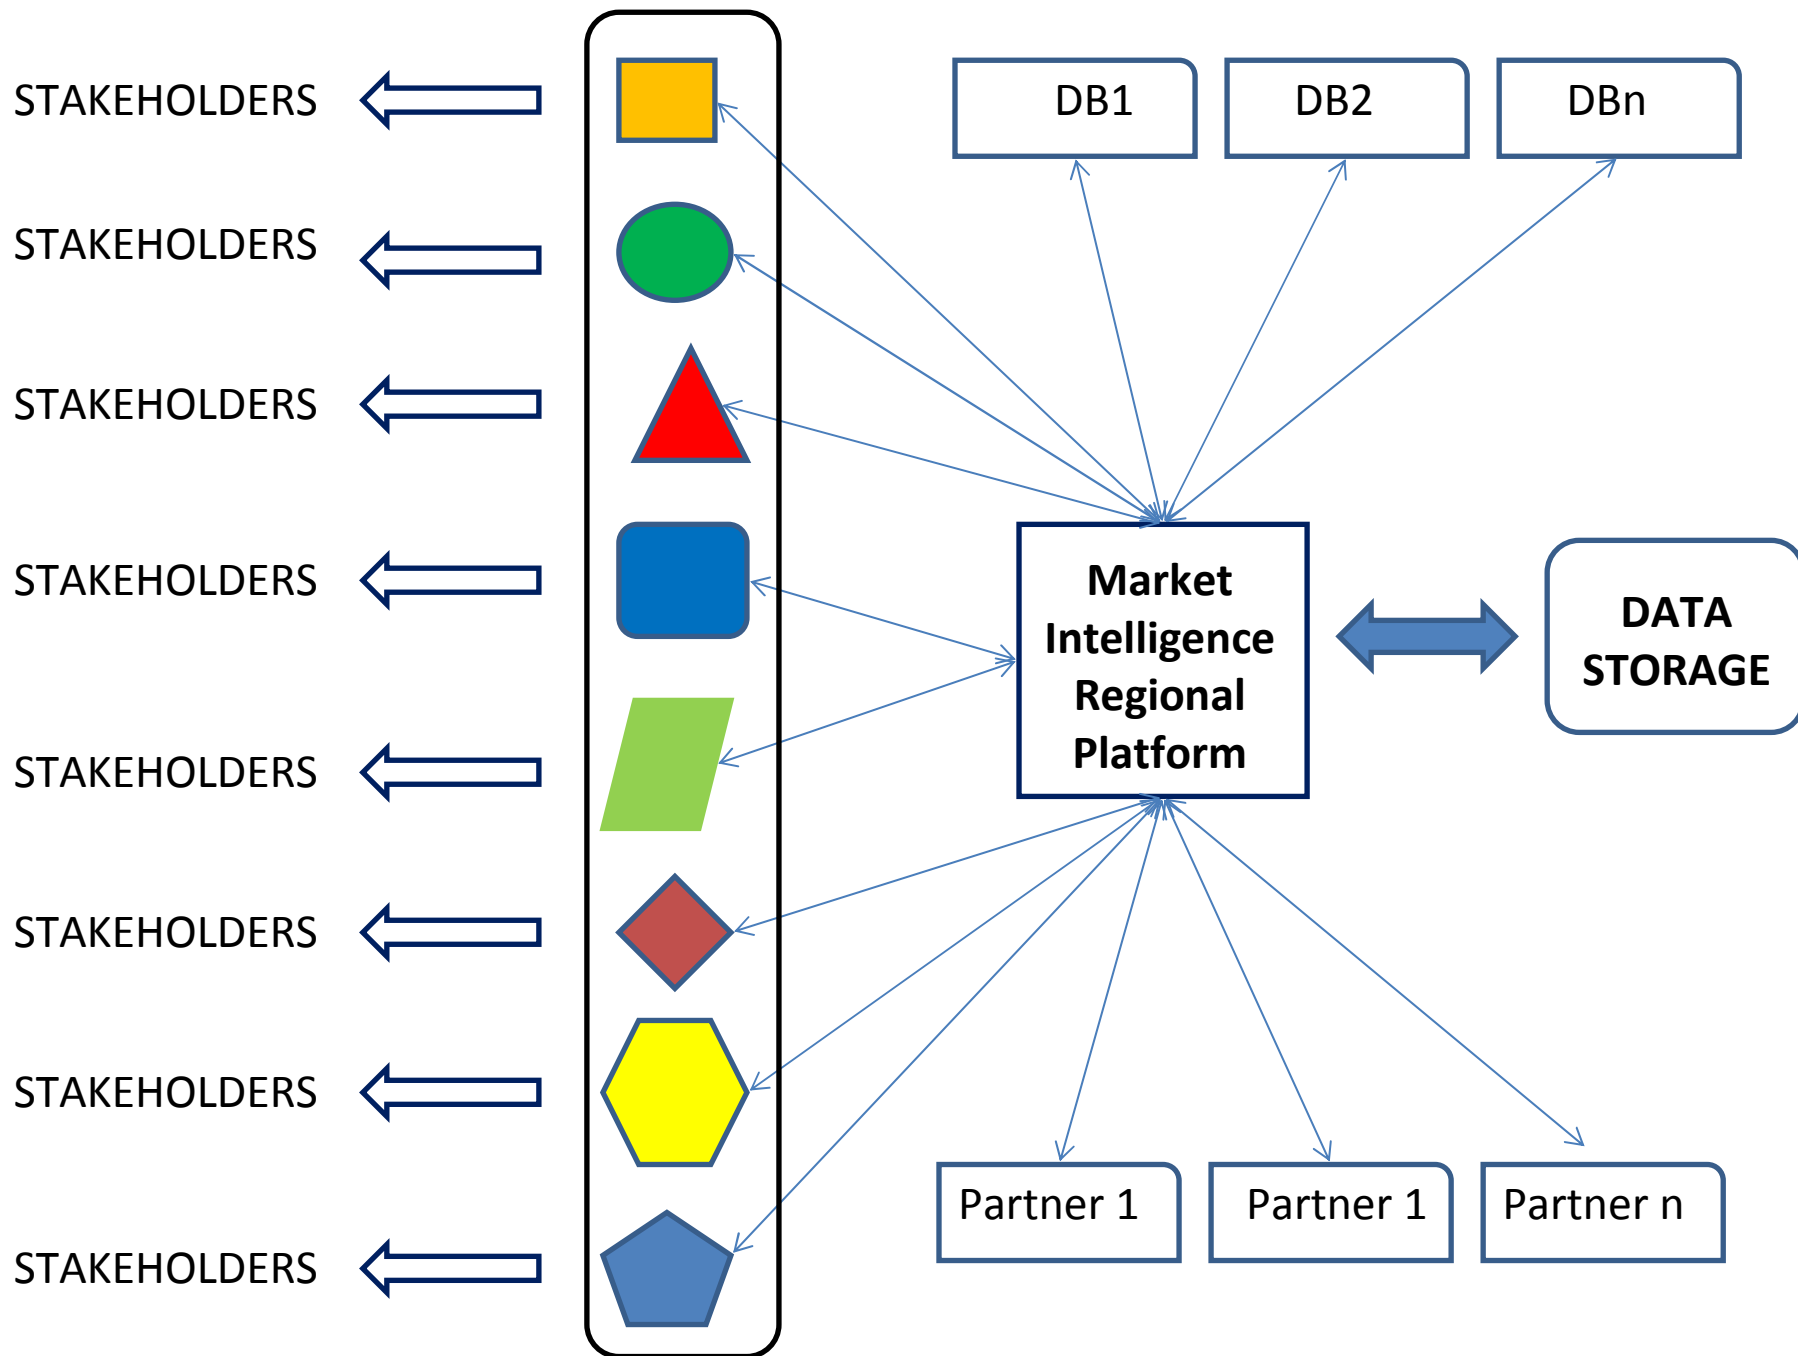 STAKEHOLDERS
DB1
DB2
DBn
STAKEHOLDERS
STAKEHOLDERS
STAKEHOLDERS
Market
Intelligence
Regional
Platform
DATA
STORAGE
STAKEHOLDERS
STAKEHOLDERS
STAKEHOLDERS
Partner 1
Partner 1
Partner n
STAKEHOLDERS